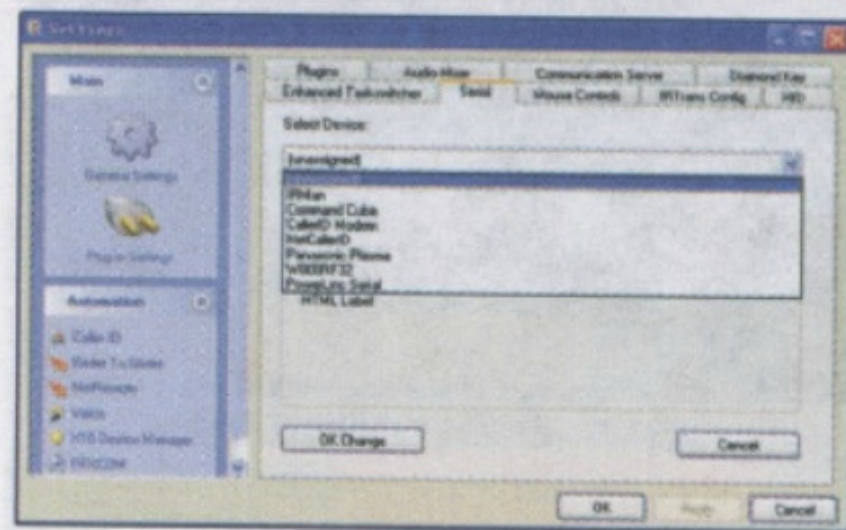 Settings
Main
General Settings
Plugin Settings
Automation
Caller ID
Voice
X10 Device Manager
Plugins Audio Mixer Communication Server Diamond Key
Enhanced Taskswitcher Serial Mouse Controls IRTrans Config HID
Select Device:
(unassigned)
IRMan
Command Cube
CallerID Modem
NetCallerID
Panasonic Plasma
W800RF32
PowerLinc Serial
HTML Label
OK Change Cancel
OK Apply Cancel